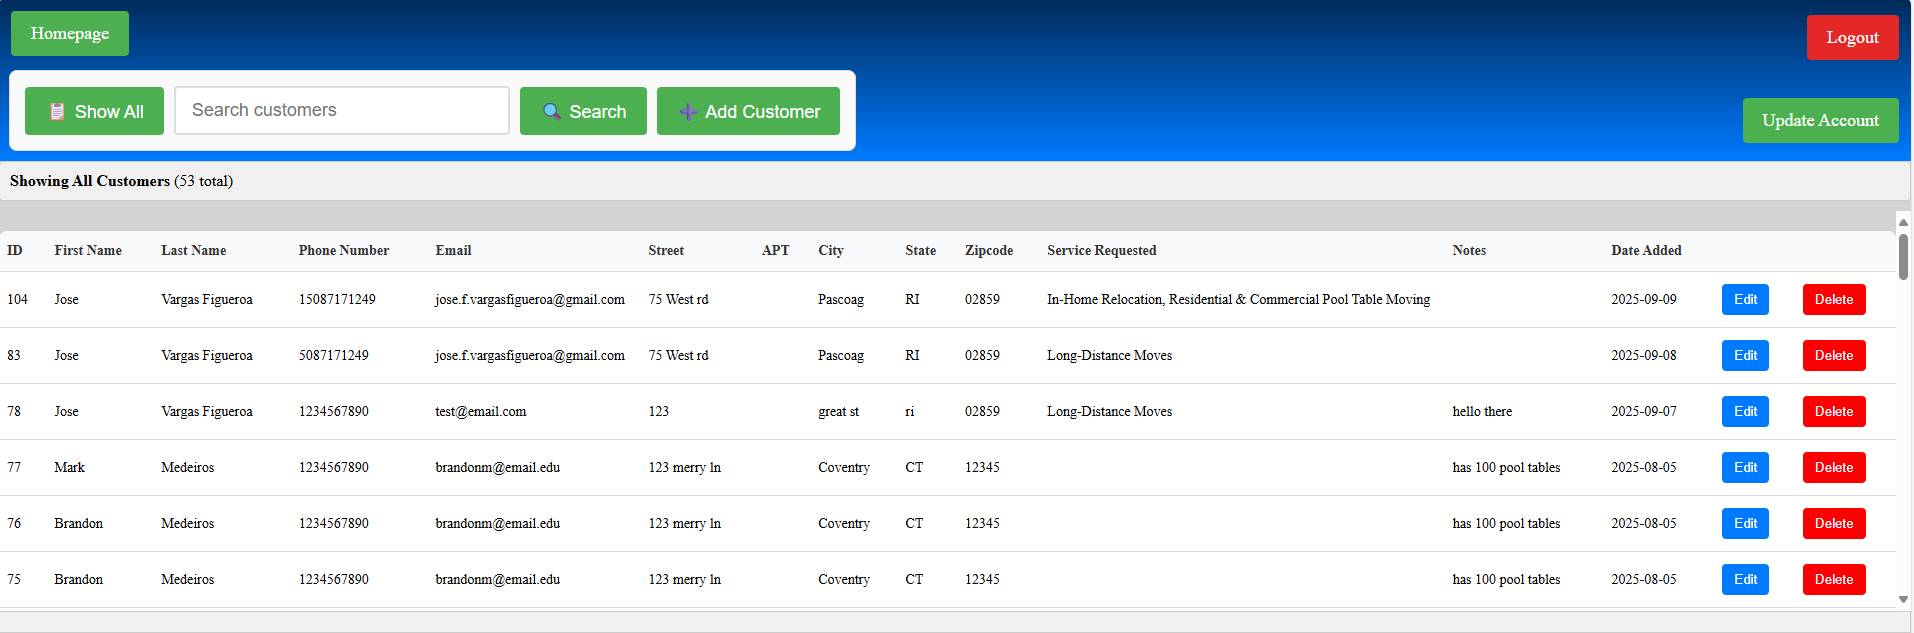 Homepage
Logout
Show All
Search customers
Search
Add Customer
Update Account
Showing All Customers (53 total)
ID First Name Last Name Phone Number Email Street APT City State Zipcode Service Requested Notes Date Added
104 Jose Vargas Figueroa 15087171249 jose.f.vargasfigueroa@gmail.com 75 West rd Pascoag RI 02859 In-Home Relocation, Residential & Commercial Pool Table Moving 2025-09-09 Edit Delete
83 Jose Vargas Figueroa 5087171249 jose.f.vargasfigueroa@gmail.com 75 West rd Pascoag RI 02859 Long-Distance Moves 2025-09-08 Edit Delete
78 Jose Vargas Figueroa 1234567890 test@email.com 123 great st ri 02859 Long-Distance Moves hello there 2025-09-07 Edit Delete
77 Mark Medeiros 1234567890 brandonm@email.edu 123 merry ln Coventry CT 12345 has 100 pool tables 2025-08-05 Edit Delete
76 Brandon Medeiros 1234567890 brandonm@email.edu 123 merry ln Coventry CT 12345 has 100 pool tables 2025-08-05 Edit Delete
75 Brandon Medeiros 1234567890 brandonm@email.edu 123 merry ln Coventry CT 12345 has 100 pool tables 2025-08-05 Edit Delete